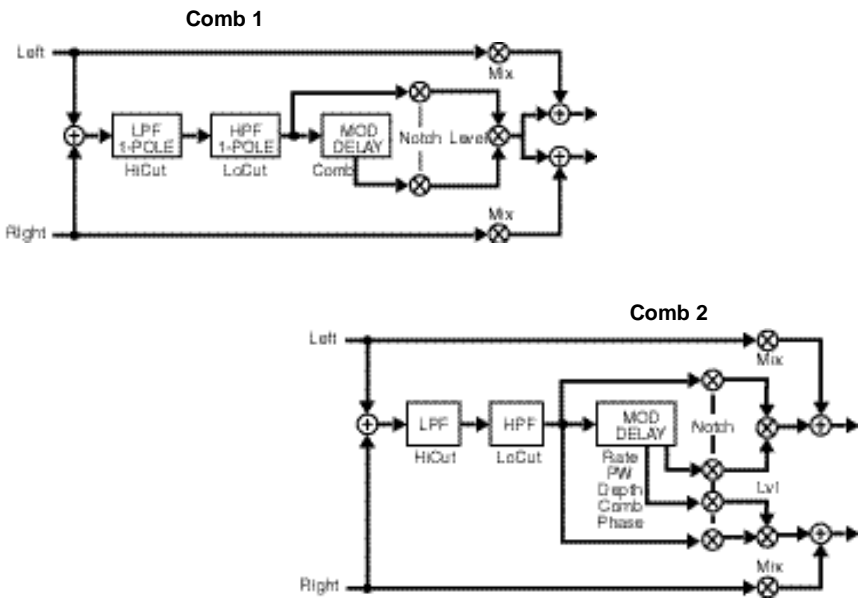 Comb 1
Left
Mix
LPF
1-POLE
HPF
1-POLE
MOD
DELAY
Notch
Level
HiCut
LoCut
Comb
Mix
Right
Comb 2
Left
Mix
LPF
HPF
MOD
DELAY
Notch
HiCut
LoCut
Rate
PW
Depth
Comb
Phase
Lvl
Mix
Right